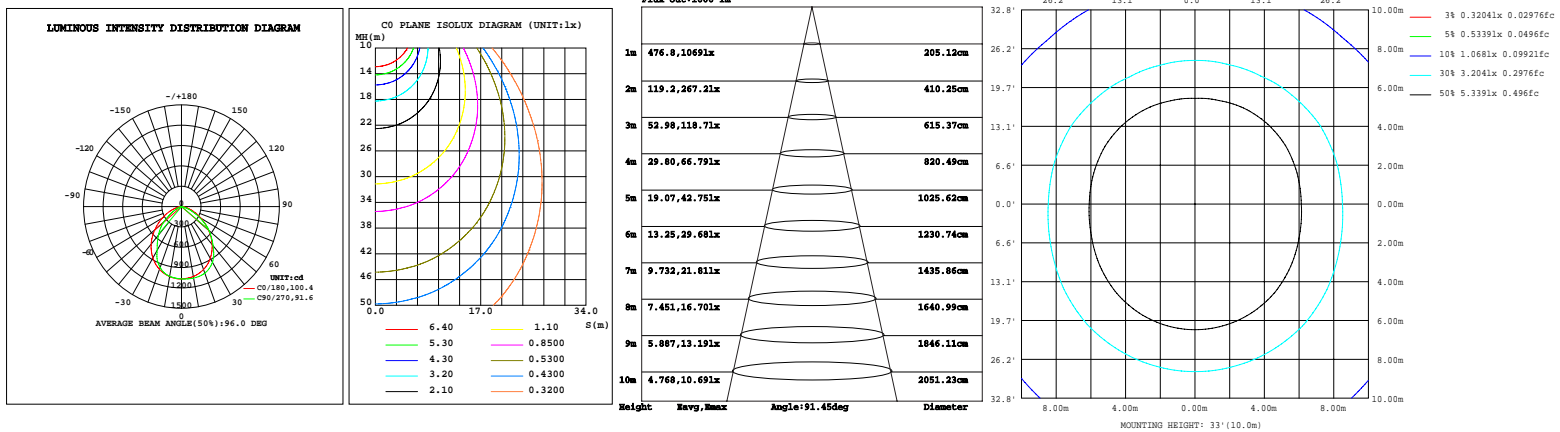 LUMINOUS INTENSITY DISTRIBUTION DIAGRAM
-/+180
-150
150
-120
120
-90
90
-60
60
-30
30
0
0
300
600
900
1200
1500
UNIT:cd
C0/180,100.4
C90/270,91.6
AVERAGE BEAM ANGLE(50%):96.0 DEG
C0 PLANE ISOLUX DIAGRAM (UNIT:lx)
MH(m)
10
14
18
22
26
30
34
38
42
46
50
0.0
17.0
34.0
S(m)
6.40
1.10
5.30
0.8500
4.30
0.5300
3.20
0.4300
2.10
0.3200
1m 476.8,1069lx 205.12cm
2m 119.2,267.2lx 410.25cm
3m 52.98,118.7lx 615.37cm
4m 29.80,66.79lx 820.49cm
5m 19.07,42.75lx 1025.62cm
6m 13.25,29.68lx 1230.74cm
7m 9.732,21.81lx 1435.86cm
8m 7.451,16.70lx 1640.99cm
9m 5.887,13.19lx 1846.11cm
10m 4.768,10.69lx 2051.23cm
Height Eavg,Emax Angle:91.45deg Diameter
26.2' 13.1' 0.0' 13.1' 26.2'
32.8' 10.00m
26.2' 8.00m
19.7' 6.00m
13.1' 4.00m
6.6' 2.00m
0.0' 0.00m
6.6' 2.00m
13.1' 4.00m
19.7' 6.00m
26.2' 8.00m
32.8' 10.00m
8.00m 4.00m 0.00m 4.00m 8.00m
MOUNTING HEIGHT: 33'(10.0m)
3% 0.3204lx 0.02976fc
5% 0.5339lx 0.0496fc
10% 1.068lx 0.09921fc
30% 3.204lx 0.2976fc
50% 5.339lx 0.496fc